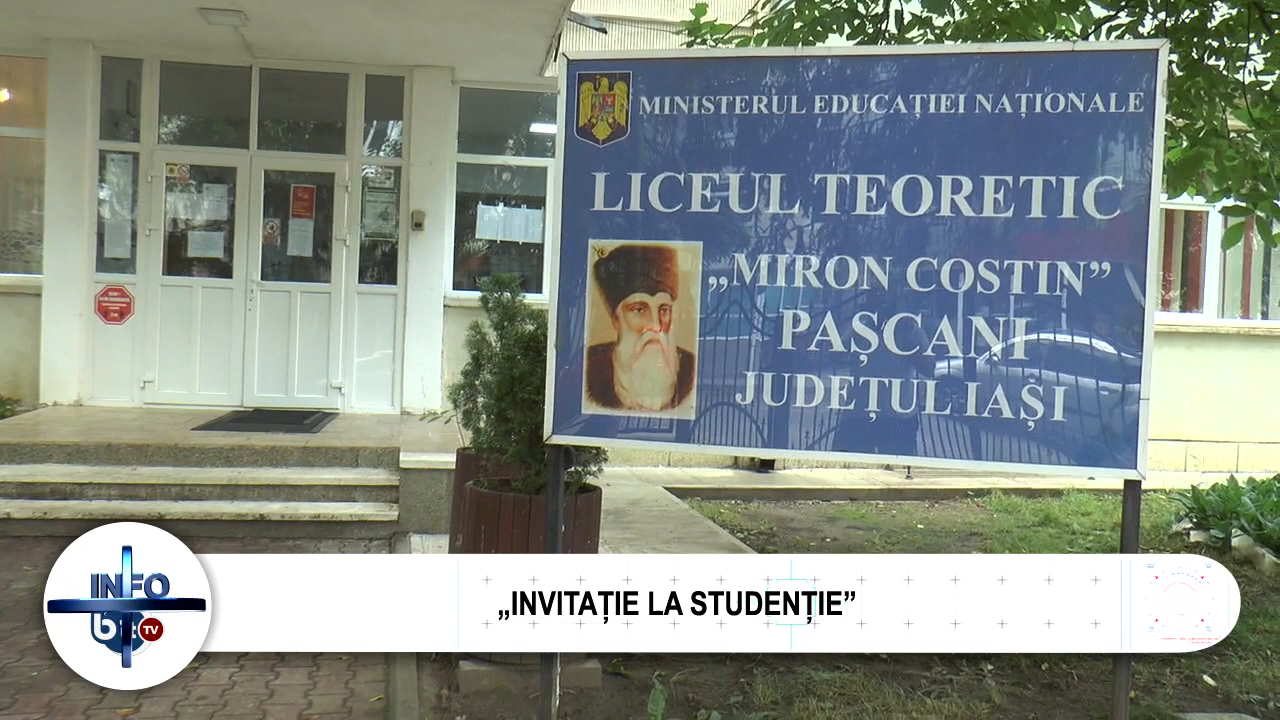 MINISTERUL EDUCAȚIEI NAȚIONALE
LICEUL TEORETIC
„MIRON COSTIN”
PAȘCANI
JUDEȚUL IAȘI
INFO
TV
„INVITAȚIE LA STUDENȚIE”